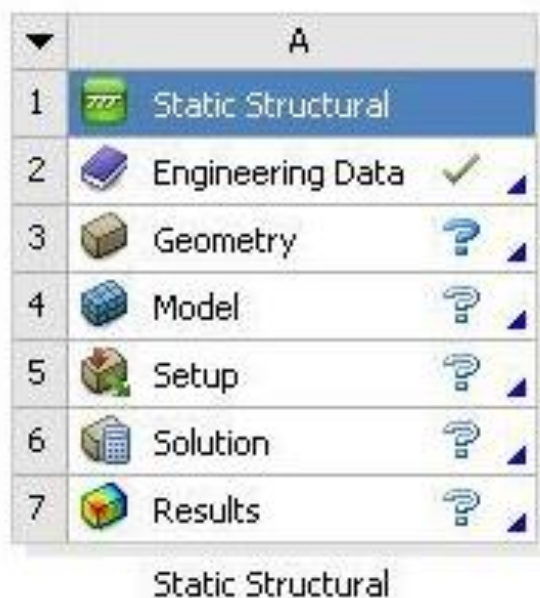 A
1 Static Structural
2 Engineering Data
3 Geometry
4 Model
5 Setup
6 Solution
7 Results
Static Structural